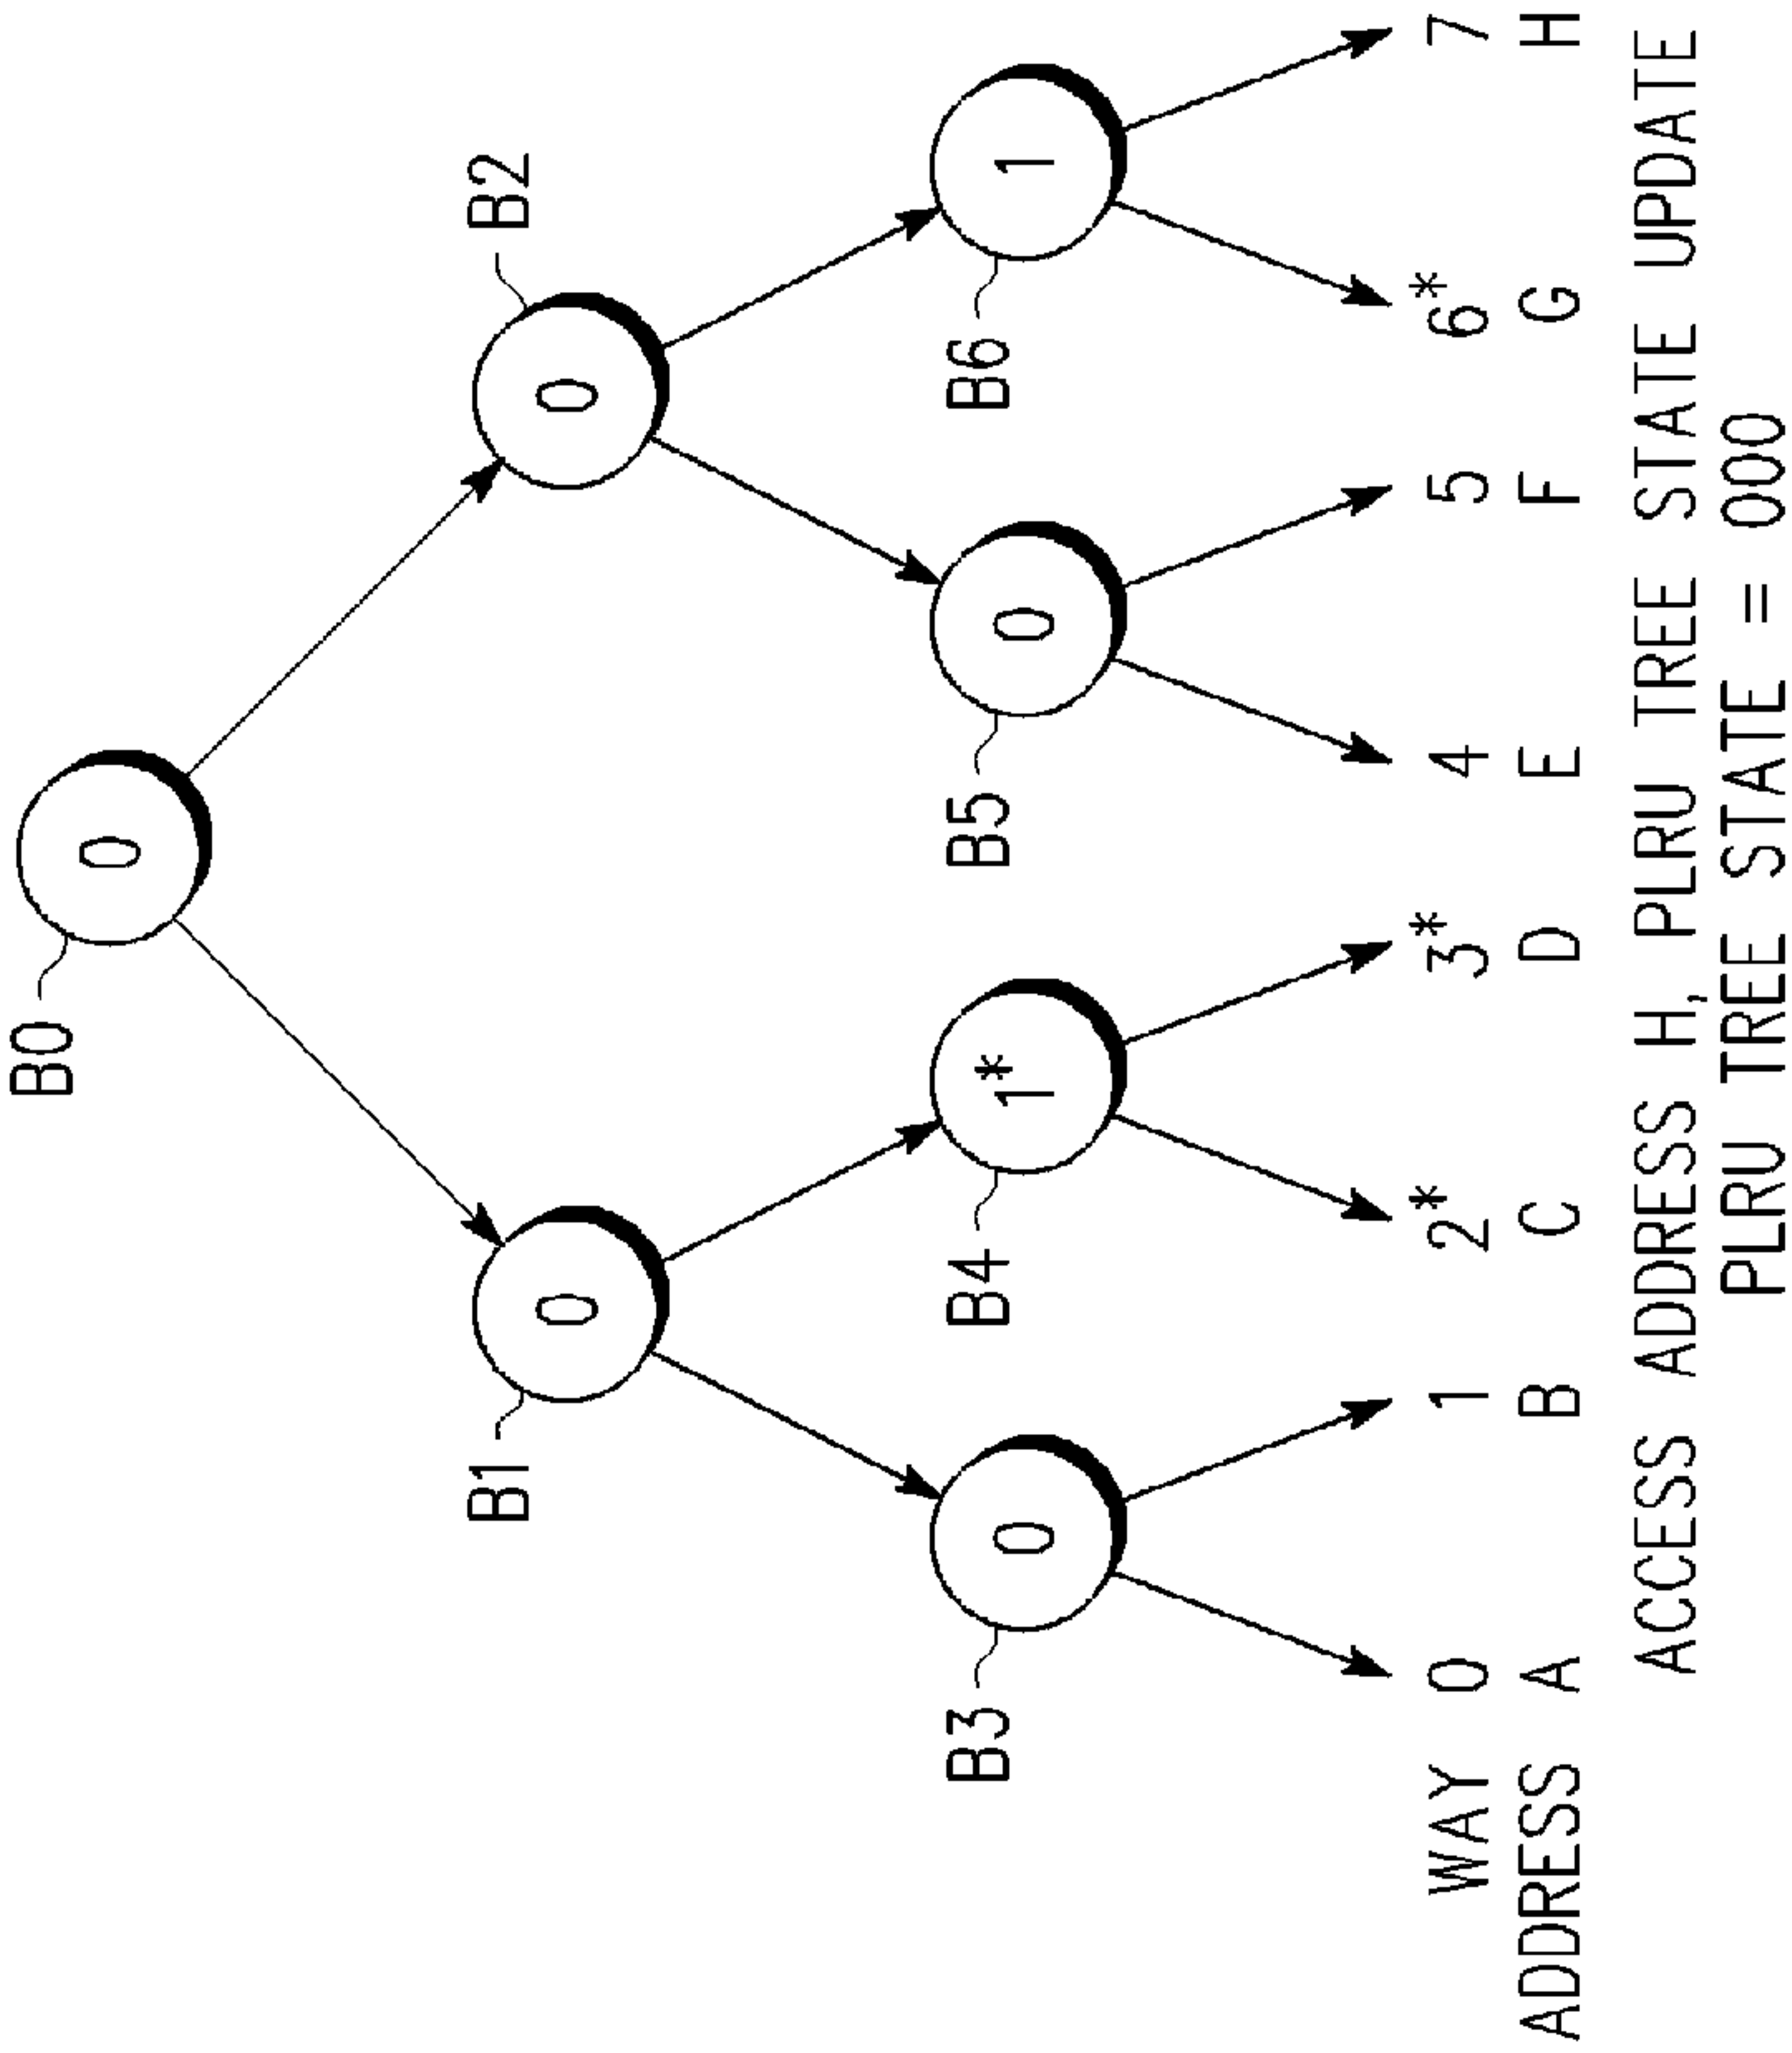 B0
0
B1
0
0
B2
B3
0
B4
1*
B5
0
B6
1
WAY 0 1 2* 3* 4 5 6* 7
ADDRESS A B C D E F G H
ACCESS ADDRESS H, PLRU TREE STATE UPDATE
PLRU TREE STATE = 000